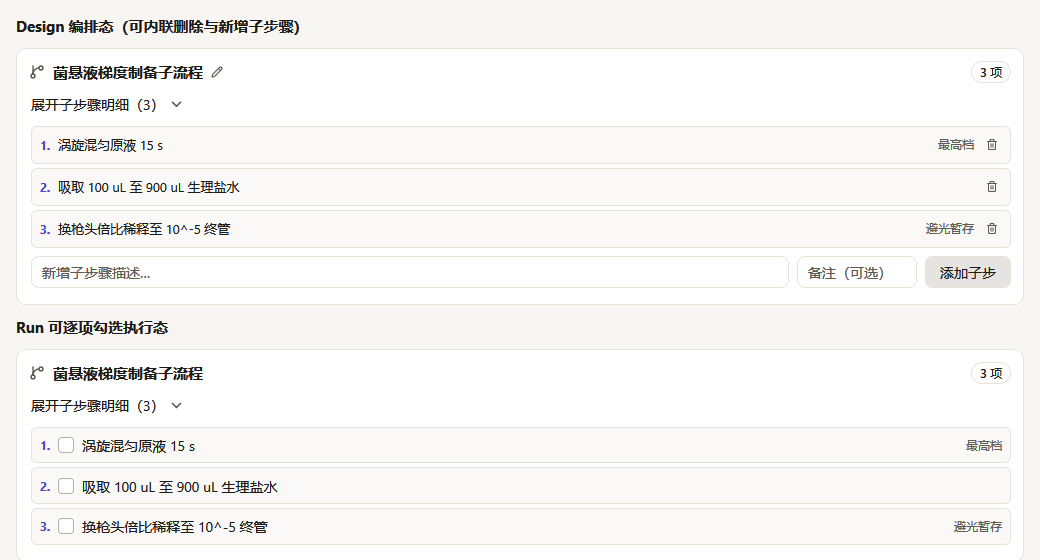 Design 编排态（可内联删除与新增子步骤）
菌悬液梯度制备子流程 3 项
展开子步骤明细（3）
1. 涡旋混匀原液 15 s 最高档
2. 吸取 100 uL 至 900 uL 生理盐水
3. 换枪头倍比稀释至 10^-5 终管 避光暂存
新增子步骤描述... 备注（可选） 添加子步
Run 可逐项勾选执行态
菌悬液梯度制备子流程 3 项
展开子步骤明细（3）
1. 涡旋混匀原液 15 s 最高档
2. 吸取 100 uL 至 900 uL 生理盐水
3. 换枪头倍比稀释至 10^-5 终管 避光暂存